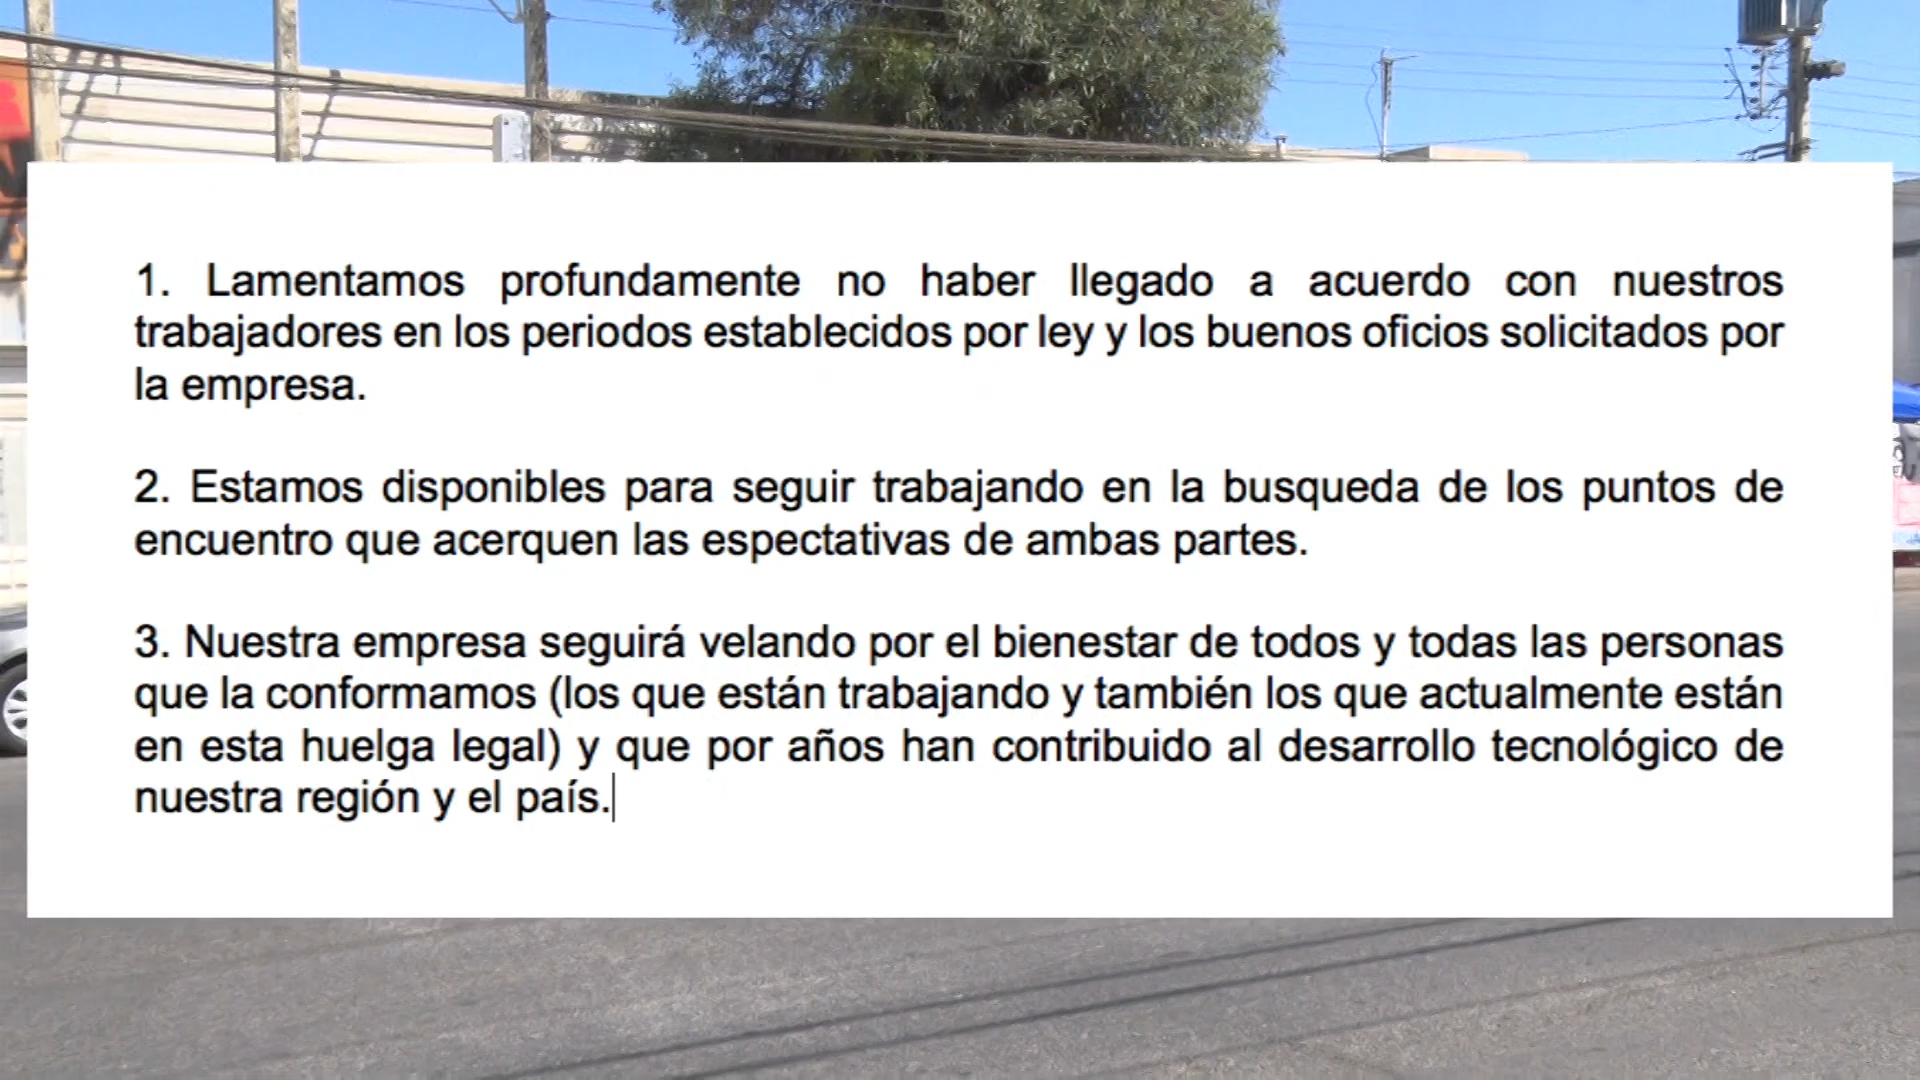 1. Lamentamos profundamente no haber llegado a acuerdo con nuestros
trabajadores en los periodos establecidos por ley y los buenos oficios solicitados por
la empresa.
2. Estamos disponibles para seguir trabajando en la busqueda de los puntos de
encuentro que acerquen las espectativas de ambas partes.
3. Nuestra empresa seguirá velando por el bienestar de todos y todas las personas
que la conformamos (los que están trabajando y también los que actualmente están
en esta huelga legal) y que por años han contribuido al desarrollo tecnológico de
nuestra región y el país.